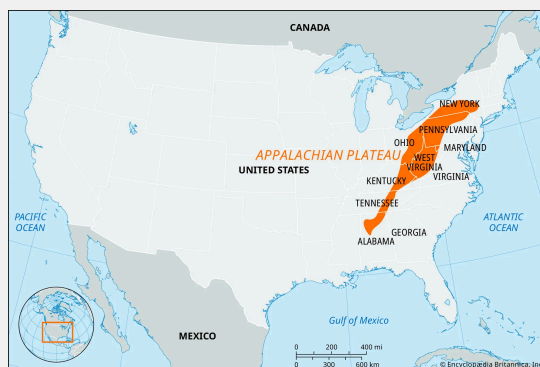 CANADA
NEW YORK
PENNSYLVANIA
OHIO
MARYLAND
APPALACHIAN PLATEAU
WEST
VIRGINIA
UNITED STATES
VIRGINIA
KENTUCKY
TENNESSEE
PACIFIC
OCEAN
ATLANTIC
OCEAN
GEORGIA
ALABAMA
Gulf of Mexico
MEXICO
0 200 400 mi
0 300 600 km
© Encyclopædia Britannica, Inc